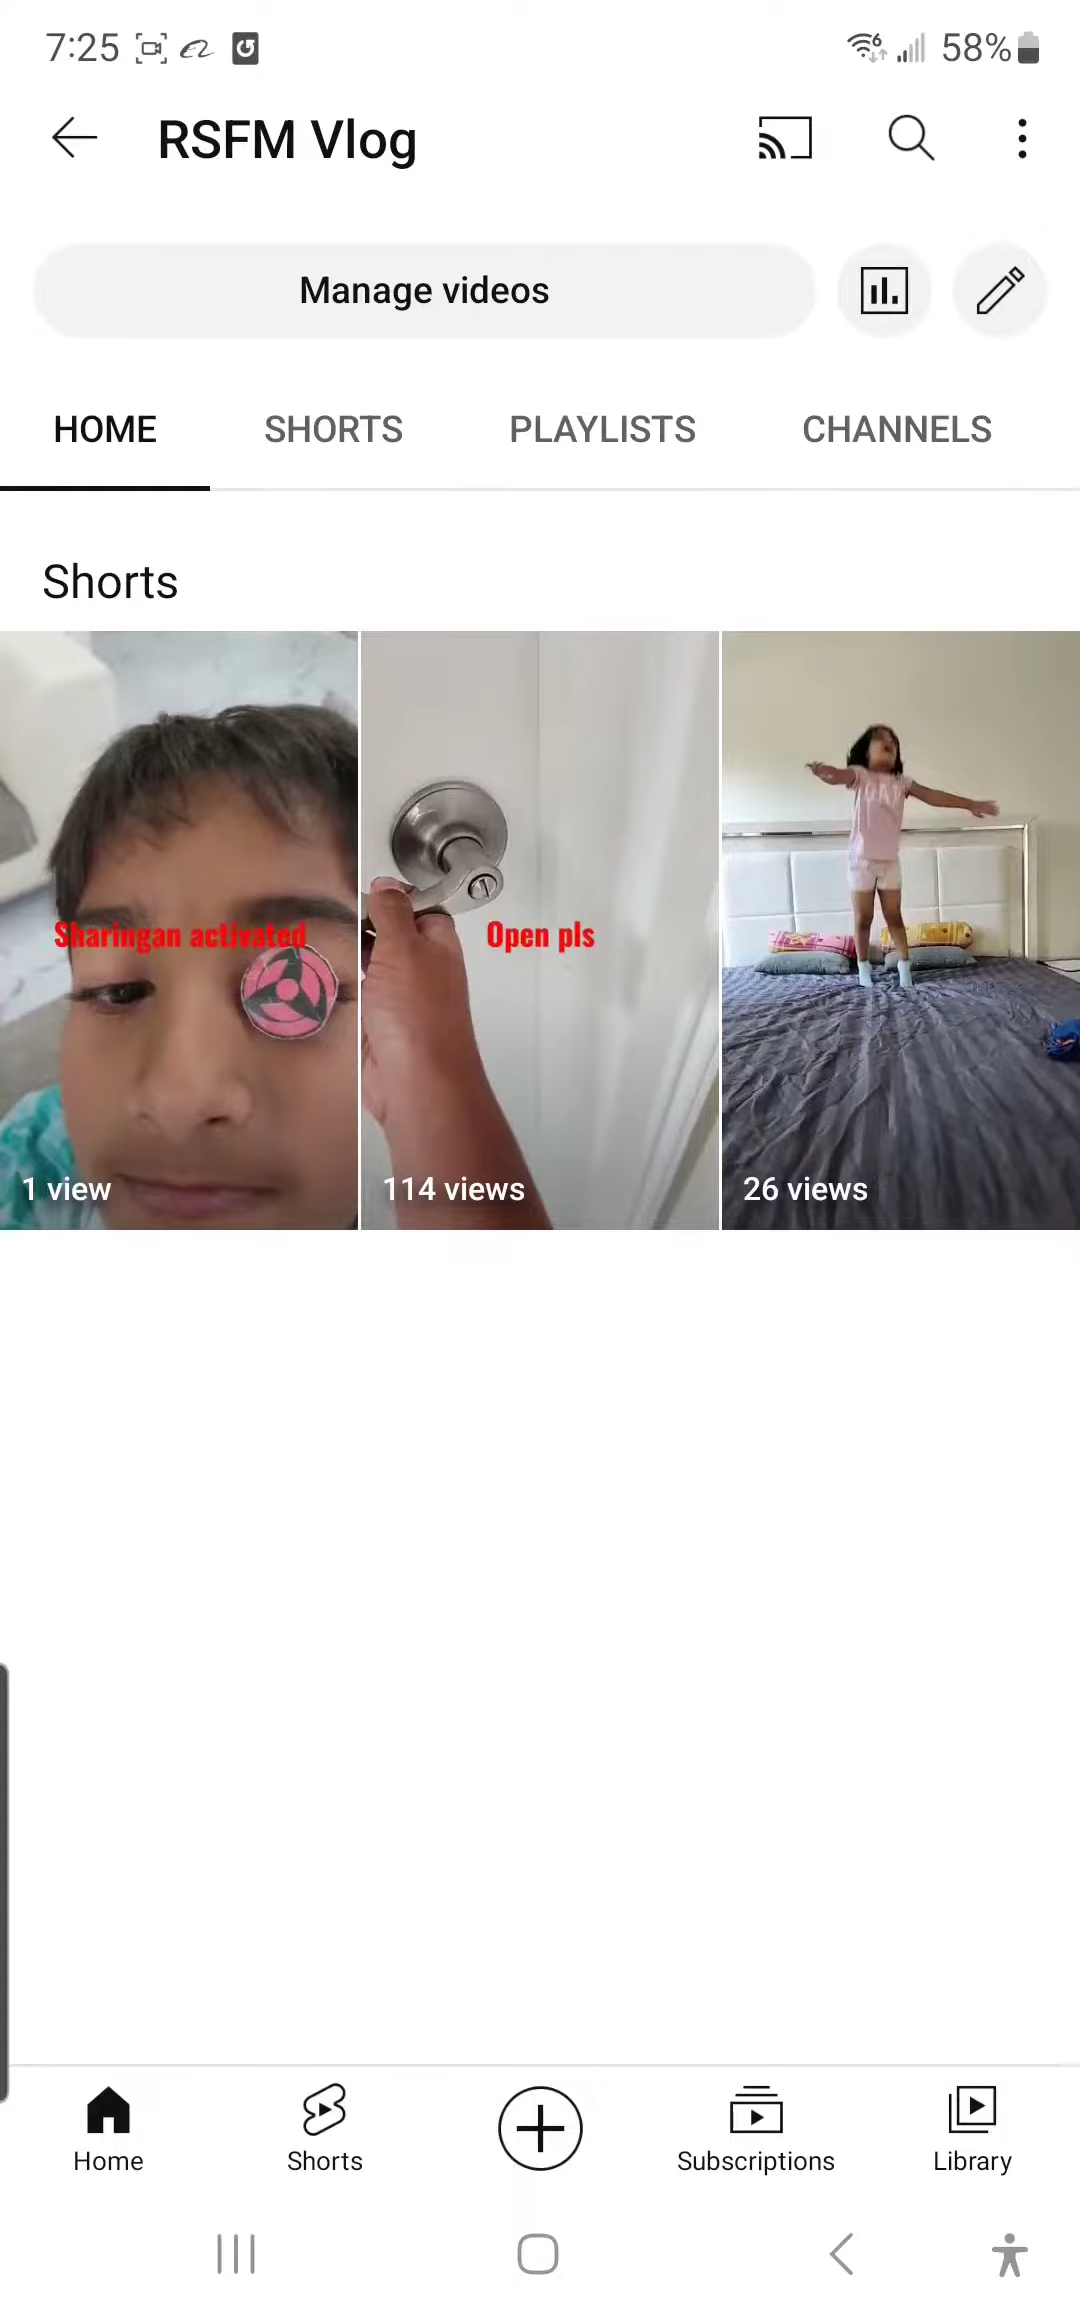 7:25
58%
RSFM Vlog
Manage videos
HOME
SHORTS
PLAYLISTS
CHANNELS
Shorts
Sharingan activated
Open pls
1 view
114 views
26 views
Home
Shorts
Subscriptions
Library